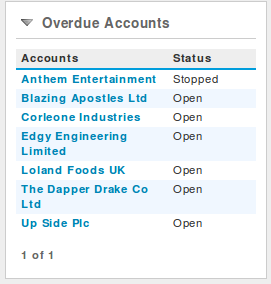 Overdue Accounts
Accounts Status
Anthem Entertainment Stopped
Blazing Apostles Ltd Open
Corleone Industries Open
Edgy Engineering Open
Limited
Loland Foods UK Open
The Dapper Drake Co Open
Ltd
Up Side Plc Open
1 of 1